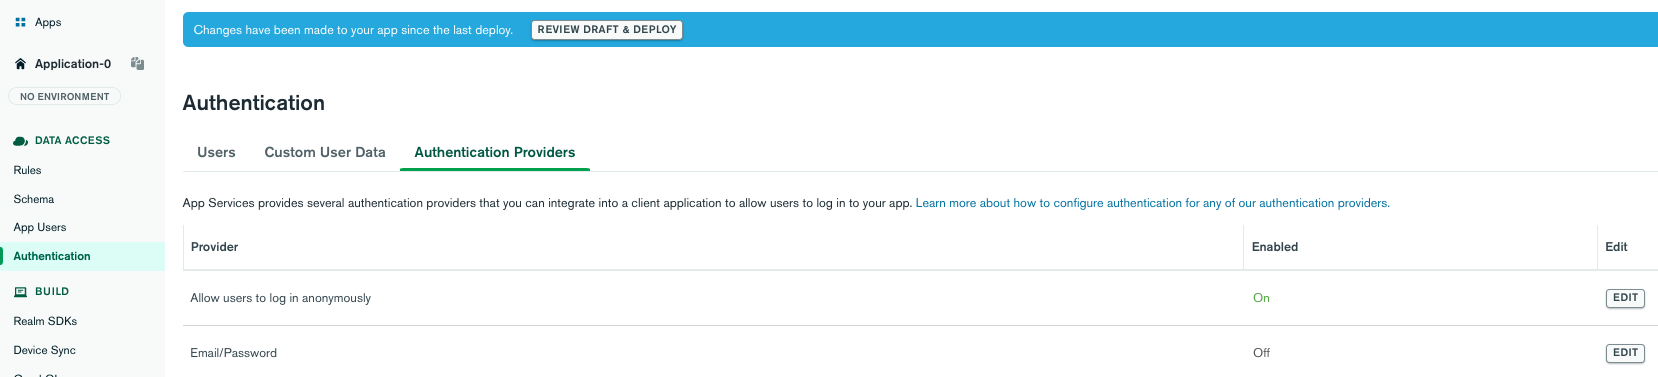 Apps
Application-0
NO ENVIRONMENT
DATA ACCESS
Rules
Schema
App Users
Authentication
BUILD
Realm SDKs
Device Sync
Changes have been made to your app since the last deploy. REVIEW DRAFT & DEPLOY
Authentication
Users Custom User Data Authentication Providers
App Services provides several authentication providers that you can integrate into a client application to allow users to log in to your app. Learn more about how to configure authentication for any of our authentication providers.
Provider Enabled Edit
Allow users to log in anonymously On EDIT
Email/Password Off EDIT